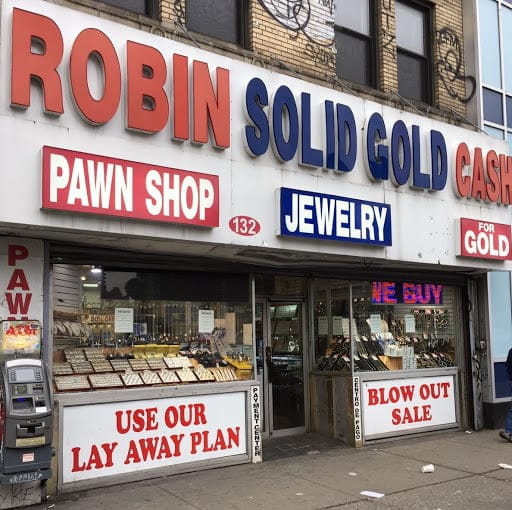 ROBIN SOLID GOLD CASH
PAWN SHOP
132
JEWELRY
FOR
GOLD
PAW
WE BUY
USE OUR
LAY AWAY PLAN
PAYMENT CENTER
CENTRO DE PAGO
BLOW OUT
SALE